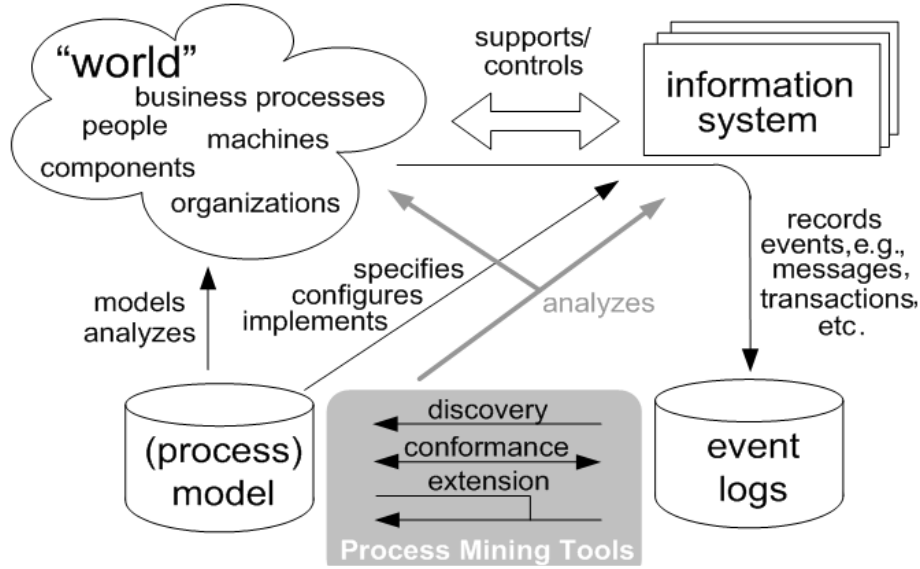 “world”
business processes
people
machines
components
organizations
supports/
controls
information
system
records
events,e.g.,
messages,
transactions,
etc.
models
analyzes
specifies
configures
implements
analyzes
(process)
model
discovery
conformance
extension
Process Mining Tools
event
logs